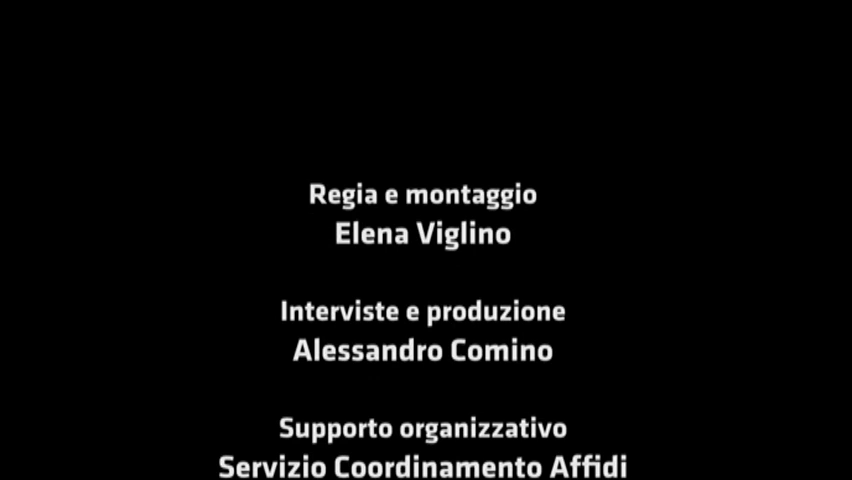 Regia e montaggio
Elena Viglino
Interviste e produzione
Alessandro Comino
Supporto organizzativo
Servizio Coordinamento Affidi